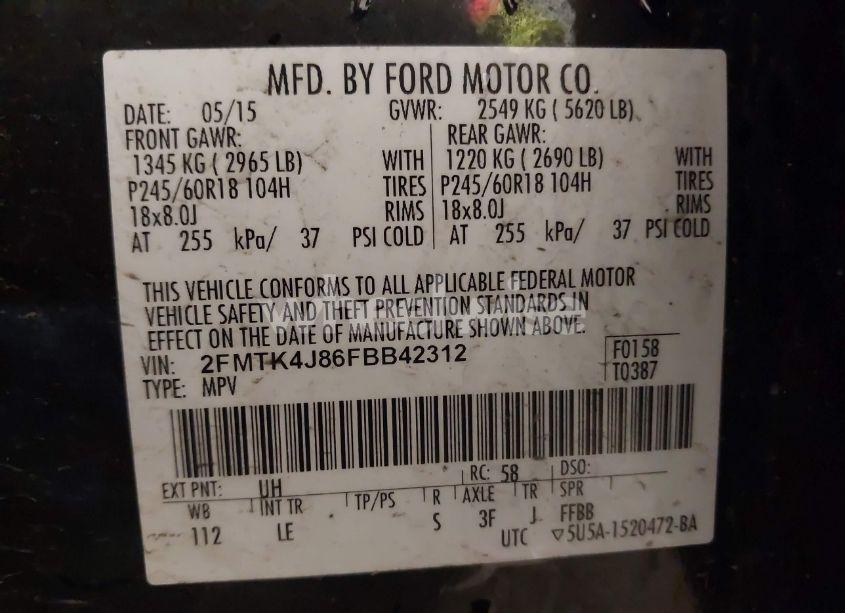 MFD. BY FORD MOTOR CO.
DATE: 05/15 GVWR: 2549 KG ( 5620 LB)
FRONT GAWR: REAR GAWR:
1345 KG ( 2965 LB) WITH 1220 KG ( 2690 LB) WITH
P245/60R18 104H TIRES P245/60R18 104H TIRES
18x8.0J RIMS 18x8.0J RIMS
AT 255 kPa/ 37 PSI COLD AT 255 kPa/ 37 PSI COLD
THIS VEHICLE CONFORMS TO ALL APPLICABLE FEDERAL MOTOR
VEHICLE SAFETY AND THEFT PREVENTION STANDARDS IN
EFFECT ON THE DATE OF MANUFACTURE SHOWN ABOVE.
VIN: 2FMTK4J86FBB42312 F0158
TYPE: MPV T0387
EXT PNT: UH RC: 58 DSO:
WB INT TR TP/PS R AXLE TR SPR
112 LE S 3F J FFBB
UTC ▽5U5A-1520472-BA